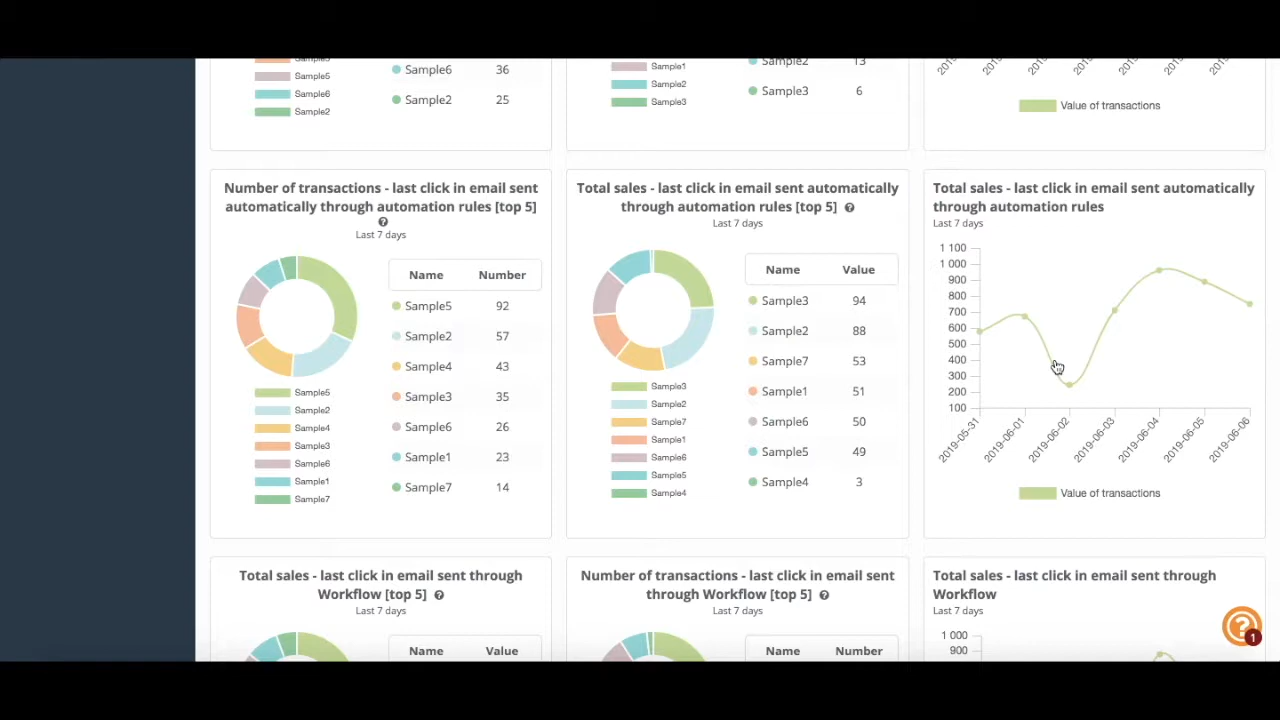 Sample5
Sample6
Sample2
Sample6 36
Sample2 25
Sample1
Sample2
Sample3
Sample2 13
Sample3 6
Value of transactions
Number of transactions - last click in email sent
automatically through automation rules [top 5]
?
Last 7 days
Name Number
Sample5 92
Sample2 57
Sample4 43
Sample3 35
Sample6 26
Sample1 23
Sample7 14
Sample5
Sample2
Sample4
Sample3
Sample6
Sample1
Sample7
Total sales - last click in email sent automatically
through automation rules [top 5] ?
Last 7 days
Name Value
Sample3 94
Sample2 88
Sample7 53
Sample1 51
Sample6 50
Sample5 49
Sample4 3
Sample3
Sample2
Sample7
Sample1
Sample6
Sample5
Sample4
Total sales - last click in email sent automatically
through automation rules
Last 7 days
1 100
1 000
900
800
700
600
500
400
300
200
100
2019-05-31
2019-06-01
2019-06-02
2019-06-03
2019-06-04
2019-06-05
2019-06-06
Value of transactions
Total sales - last click in email sent through
Workflow [top 5] ?
Last 7 days
Name Value
Number of transactions - last click in email sent
through Workflow [top 5] ?
Last 7 days
Name Number
Total sales - last click in email sent through
Workflow
Last 7 days
1 000
900
?
1